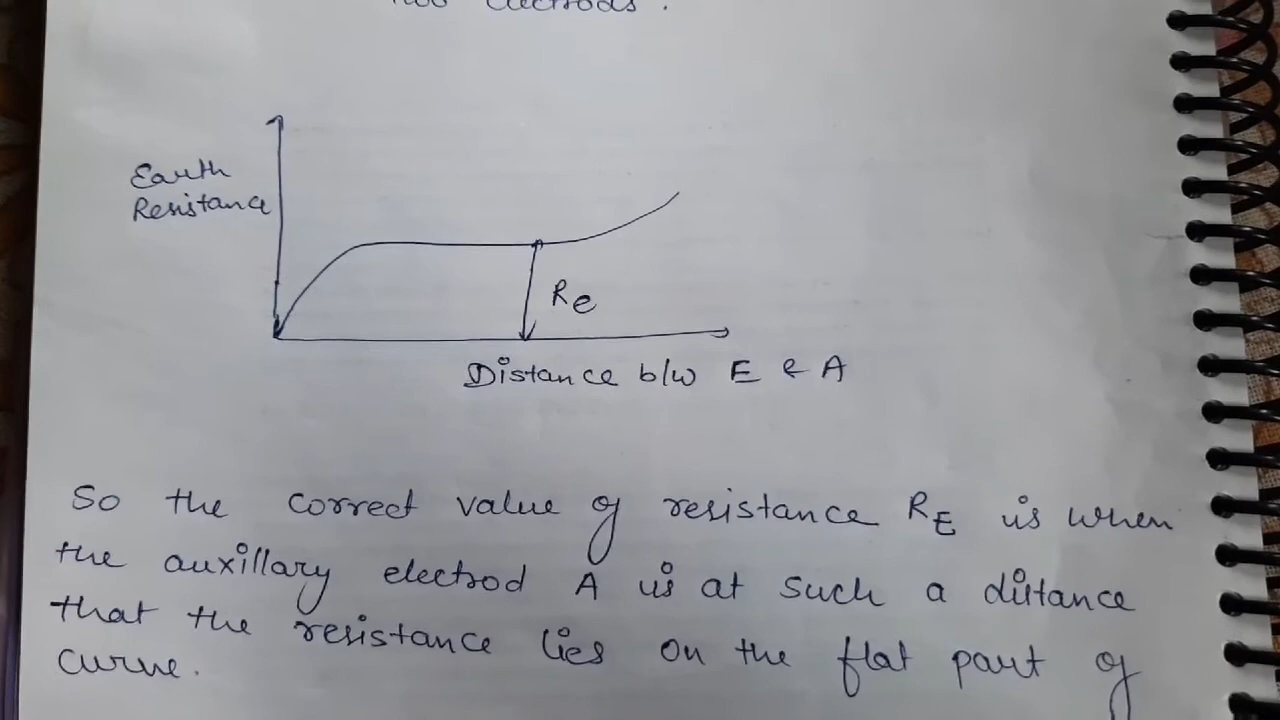 Electrods.
Earth
Resistance
Re
Distance b/w E & A
So the correct value of resistance RE is when
the auxillary electrod A is at such a distance
that the resistance lies on the flat part of
curve.